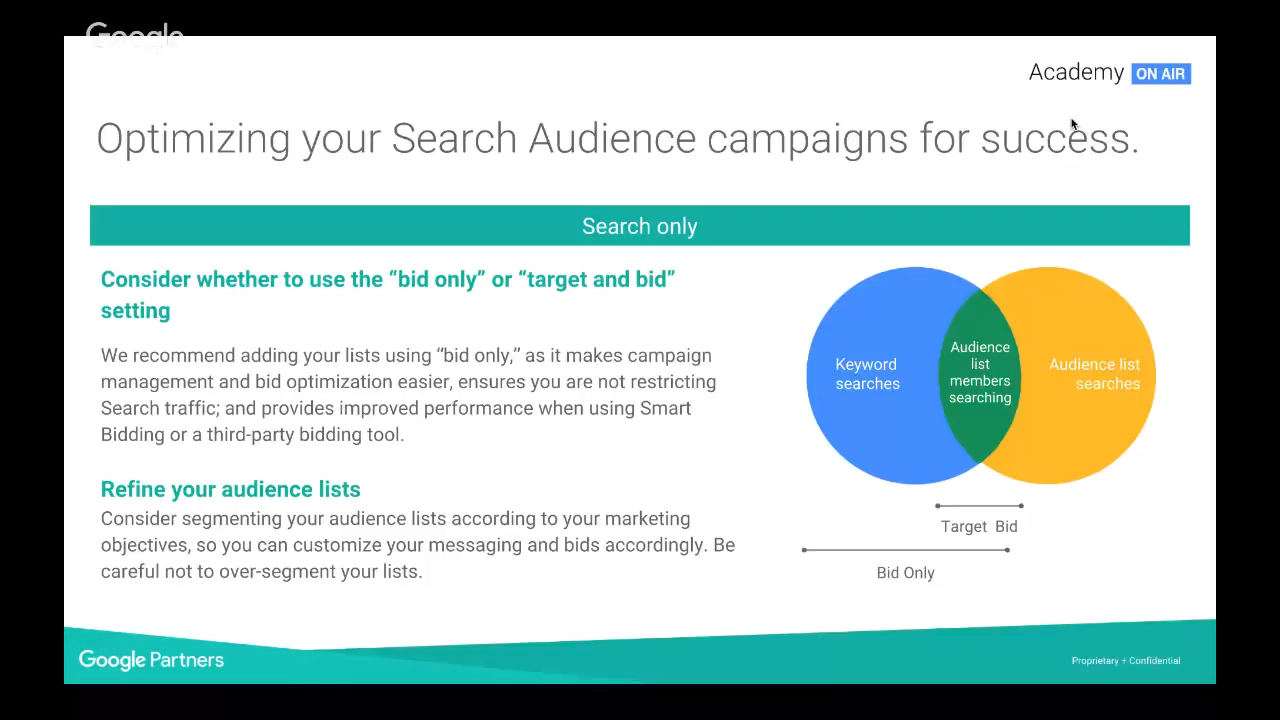 Google
Academy ON AIR
Optimizing your Search Audience campaigns for success.
Search only
Consider whether to use the “bid only” or “target and bid”
setting
We recommend adding your lists using “bid only,” as it makes campaign
management and bid optimization easier, ensures you are not restricting
Search traffic; and provides improved performance when using Smart
Bidding or a third-party bidding tool.
Refine your audience lists
Consider segmenting your audience lists according to your marketing
objectives, so you can customize your messaging and bids accordingly. Be
careful not to over-segment your lists.
Keyword
searches
Audience
list
members
searching
Audience list
searches
Target Bid
Bid Only
Google Partners
Proprietary + Confidential